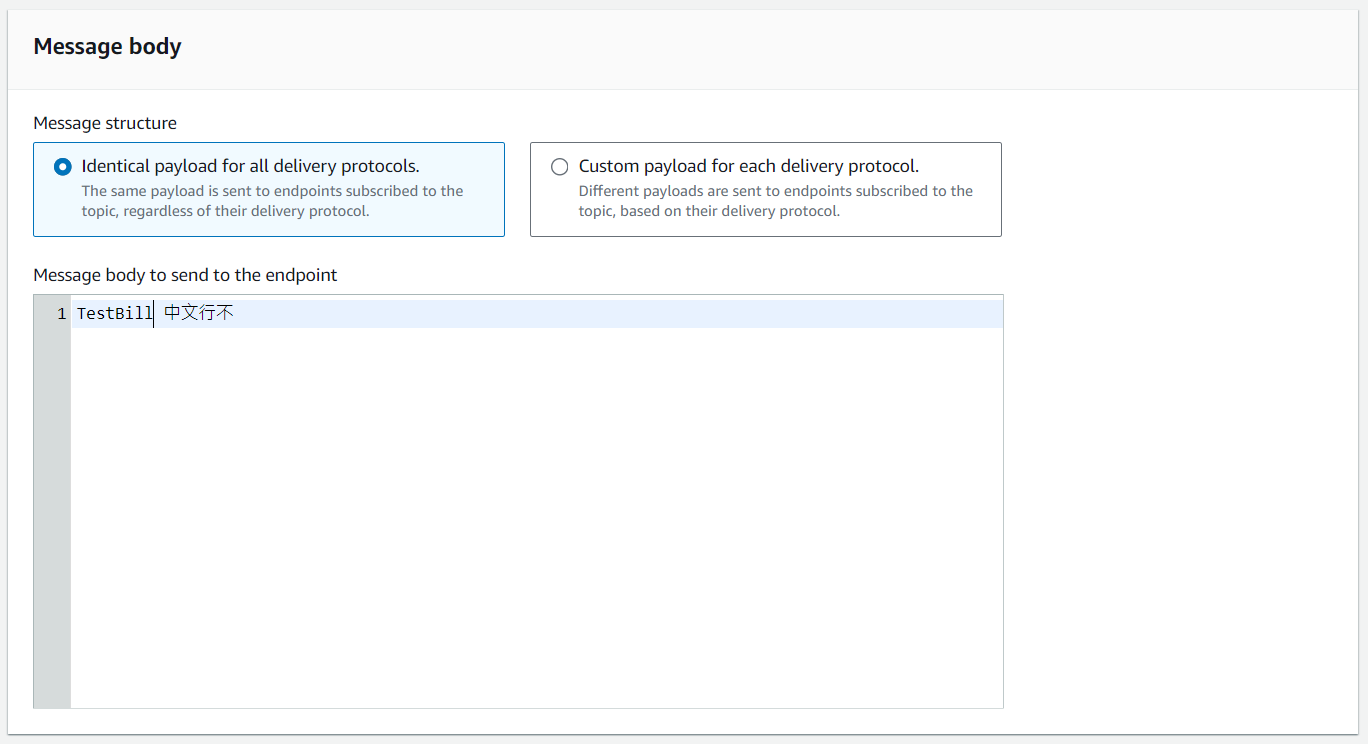 Message body
Message structure
Identical payload for all delivery protocols.
The same payload is sent to endpoints subscribed to the
topic, regardless of their delivery protocol.
Custom payload for each delivery protocol.
Different payloads are sent to endpoints subscribed to the
topic, based on their delivery protocol.
Message body to send to the endpoint
1 TestBill 中文行不